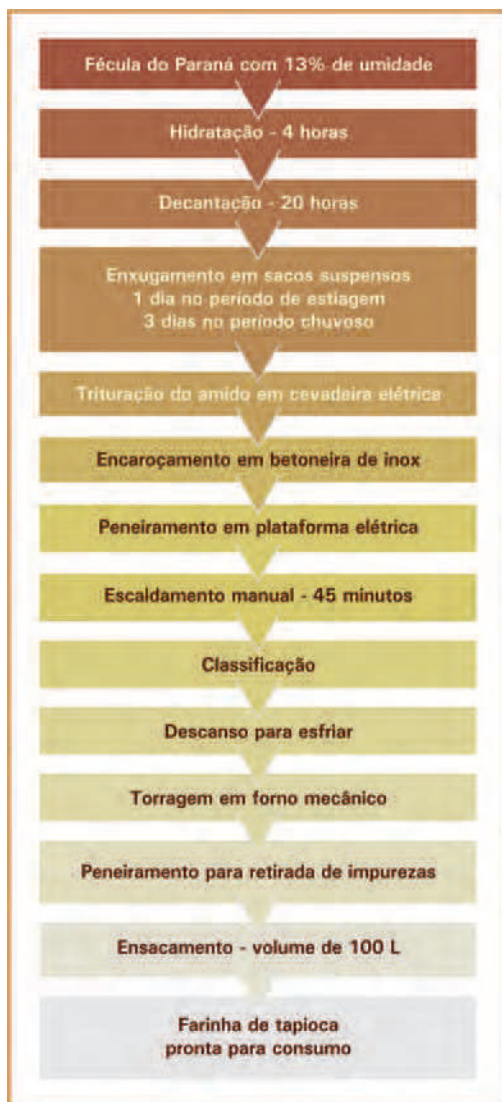 Fécula do Paraná com 13% de umidade
Hidratação - 4 horas
Decantação - 20 horas
Enxugamento em sacos suspensos
1 dia no período de estiagem
3 dias no período chuvoso
Trituração do amido em cevadeira elétrica
Encaroçamento em betoneira de inox
Peneiramento em plataforma elétrica
Escaldamento manual - 45 minutos
Classificação
Descanso para esfriar
Torragem em forno mecânico
Peneiramento para retirada de impurezas
Ensacamento - volume de 100 L
Farinha de tapioca
pronta para consumo